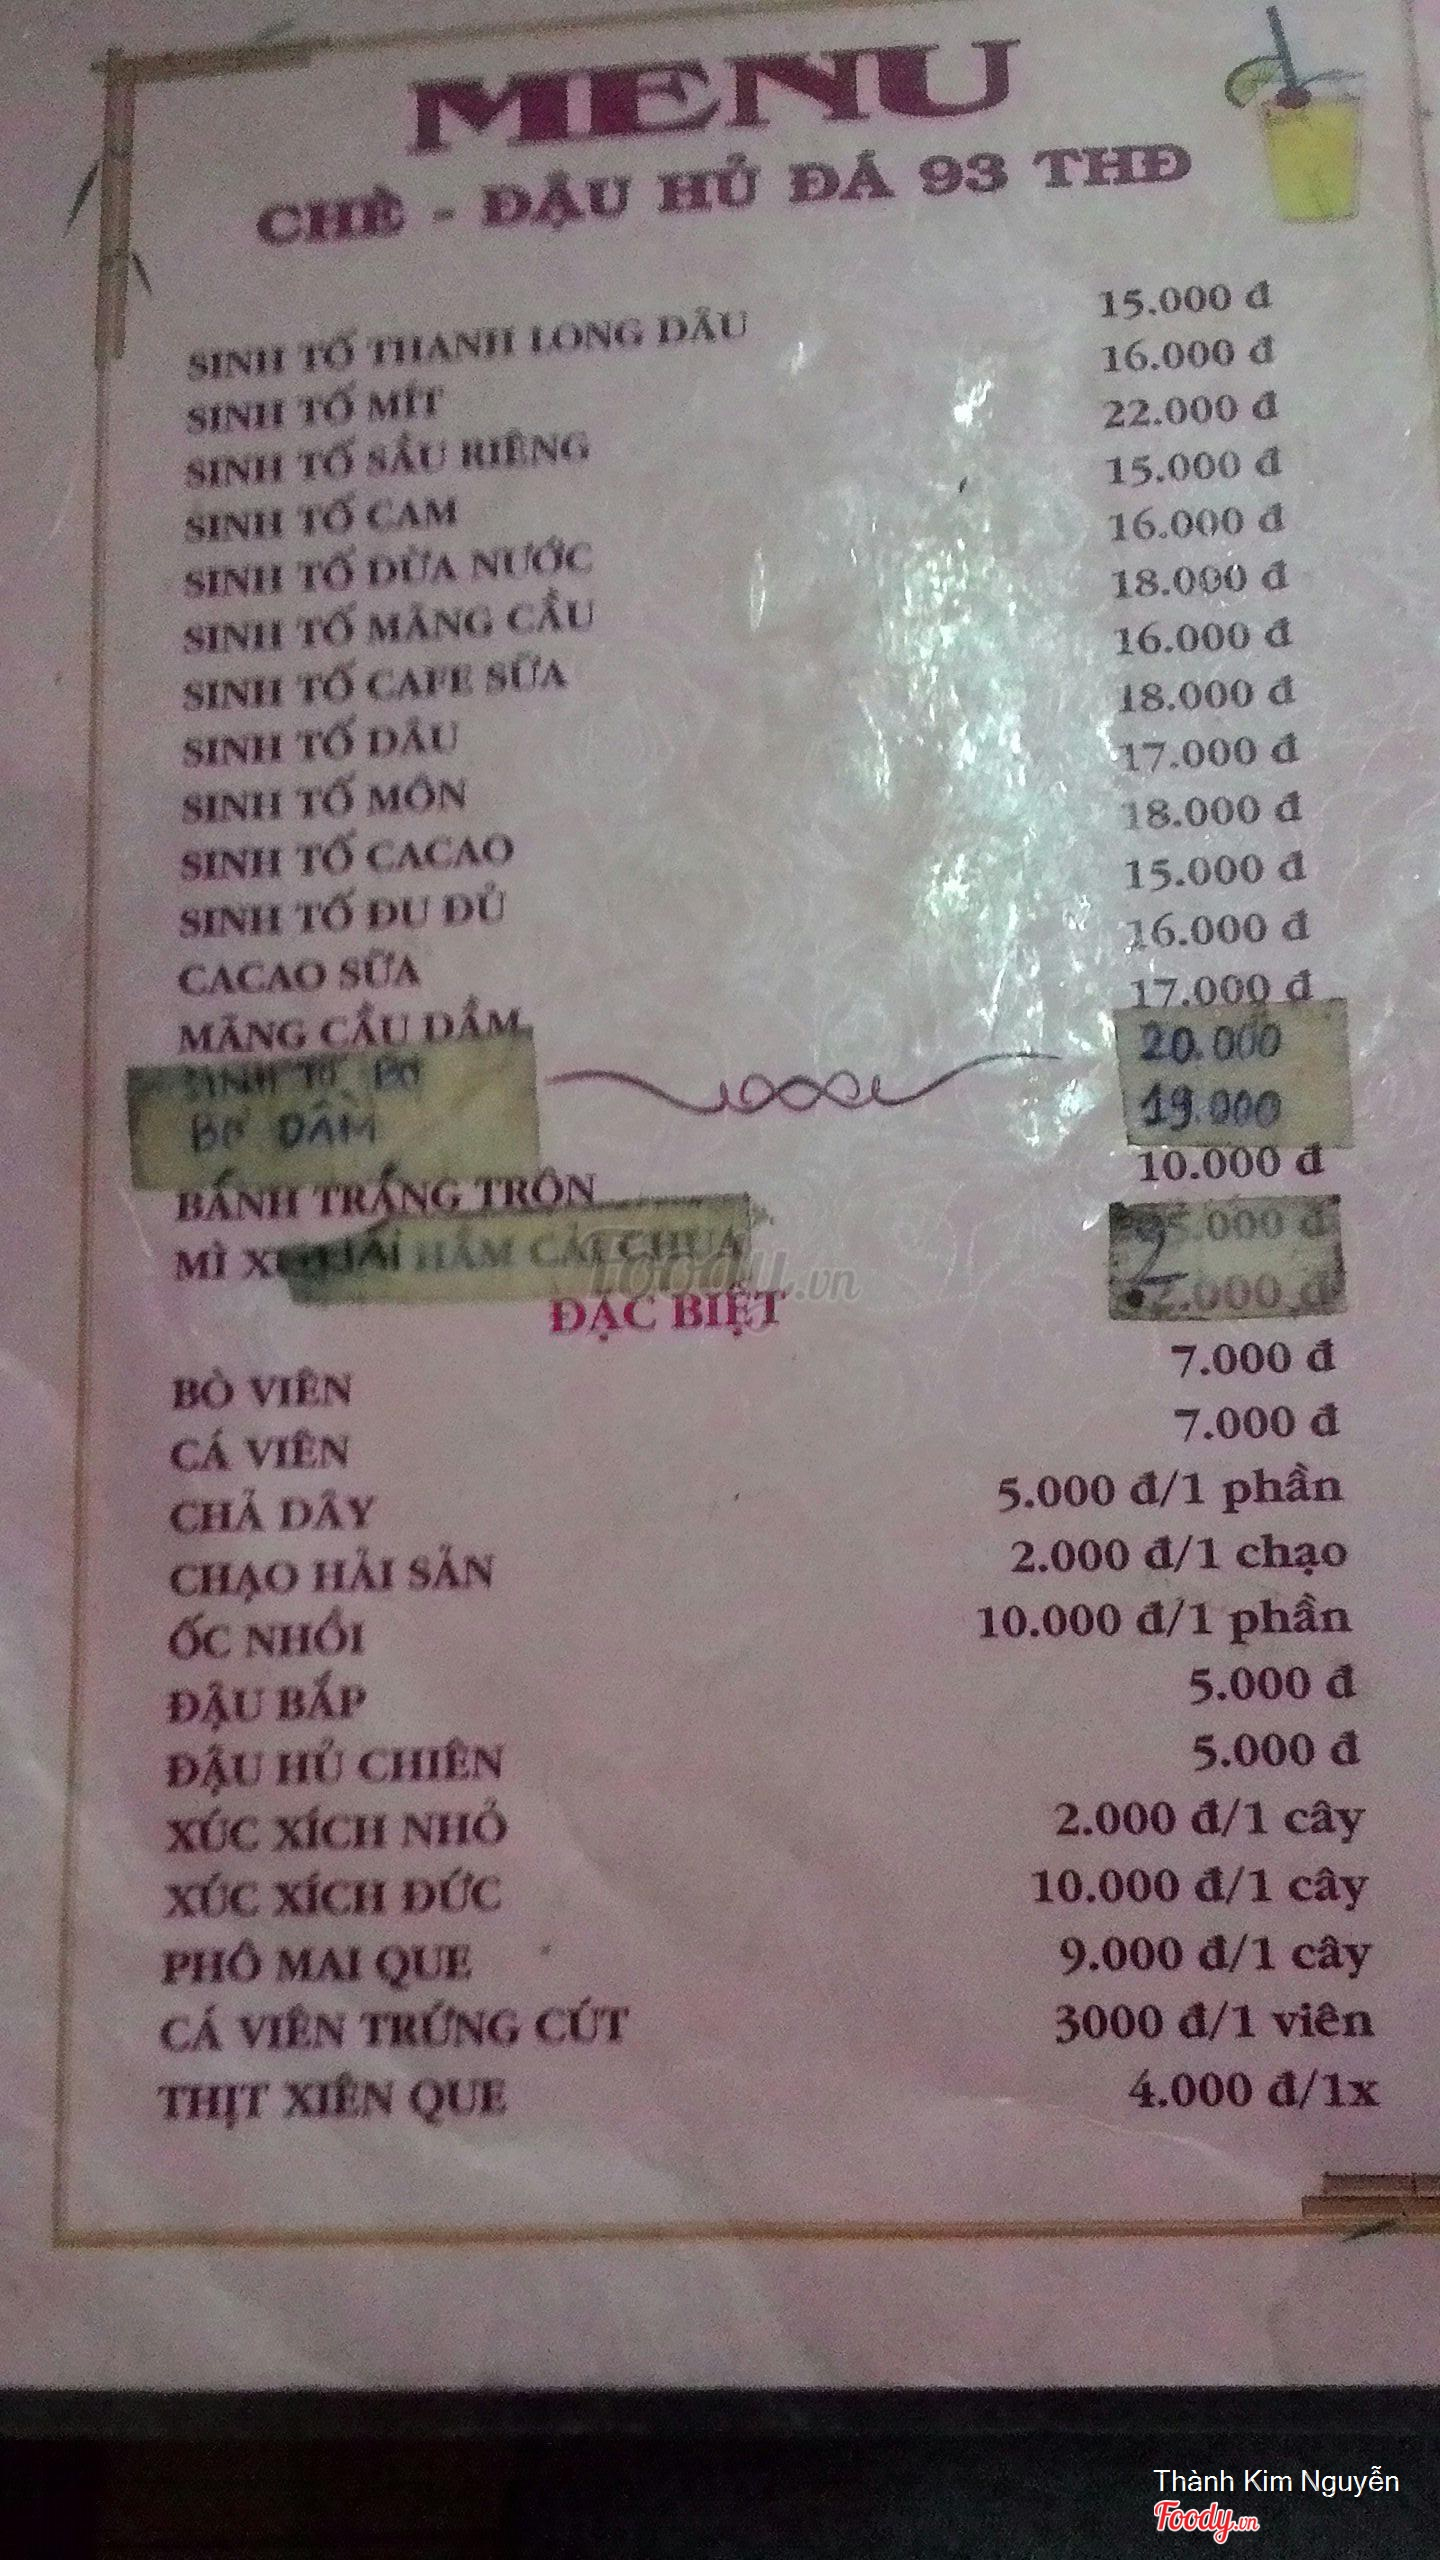 MENU
CHÈ - ĐẬU HỦ ĐÁ 93 THĐ
SINH TỐ THANH LONG DÂU 15.000 đ
SINH TỐ MÍT 16.000 đ
SINH TỐ SẦU RIÊNG 22.000 đ
SINH TỐ CAM 15.000 đ
SINH TỐ DỪA NƯỚC 16.000 đ
SINH TỐ MÃNG CẦU 18.000 đ
SINH TỐ CAFE SỮA 16.000 đ
SINH TỐ DÂU 18.000 đ
SINH TỐ MÔN 17.000 đ
SINH TỐ CACAO 18.000 đ
SINH TỐ ĐU ĐỦ 15.000 đ
CACAO SỮA 16.000 đ
MÃNG CẦU DẦM 17.000 đ
SINH TỐ BƠ 20.000
BƠ DẦM 19.000
BÁNH TRÁNG TRỘN 10.000 đ
MÌ
ĐẶC BIỆT
BÒ VIÊN 7.000 đ
CÁ VIÊN 7.000 đ
CHẢ DÂY 5.000 đ/1 phần
CHẠO HẢI SẢN 2.000 đ/1 chạo
ỐC NHỒI 10.000 đ/1 phần
ĐẬU BẮP 5.000 đ
ĐẬU HỦ CHIÊN 5.000 đ
XÚC XÍCH NHỎ 2.000 đ/1 cây
XÚC XÍCH ĐỨC 10.000 đ/1 cây
PHÔ MAI QUE 9.000 đ/1 cây
CÁ VIÊN TRỨNG CÚT 3000 đ/1 viên
THỊT XIÊN QUE 4.000 đ/1x
Foody.vn
Thành Kim Nguyễn
Foody.vn